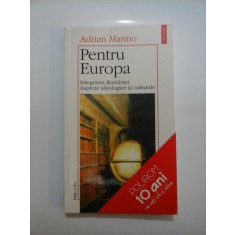 Adrian Marino
Pentru
Europa
Integrarea României
Aspecte ideologice și culturale
POLIROM
10 ani